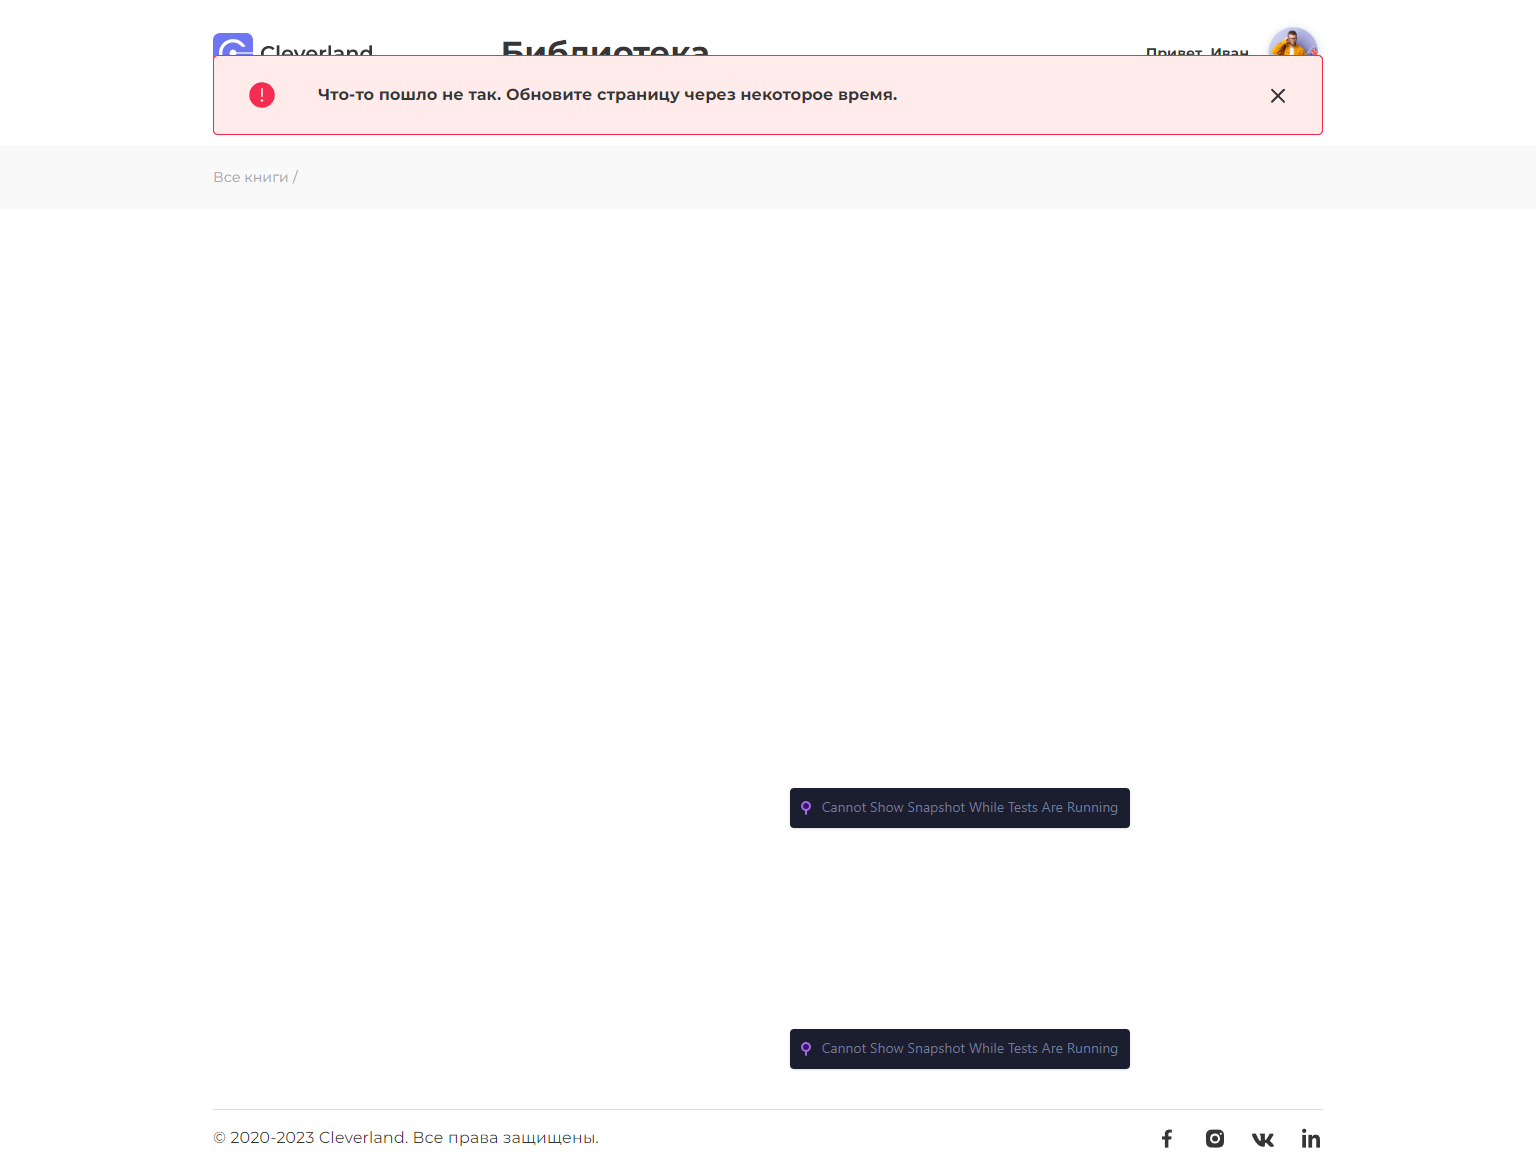 Cleverland
Библиотека
Привет, Иван
Что-то пошло не так. Обновите страницу через некоторое время.
Все книги /
Cannot Show Snapshot While Tests Are Running
Cannot Show Snapshot While Tests Are Running
© 2020-2023 Cleverland. Все права защищены.